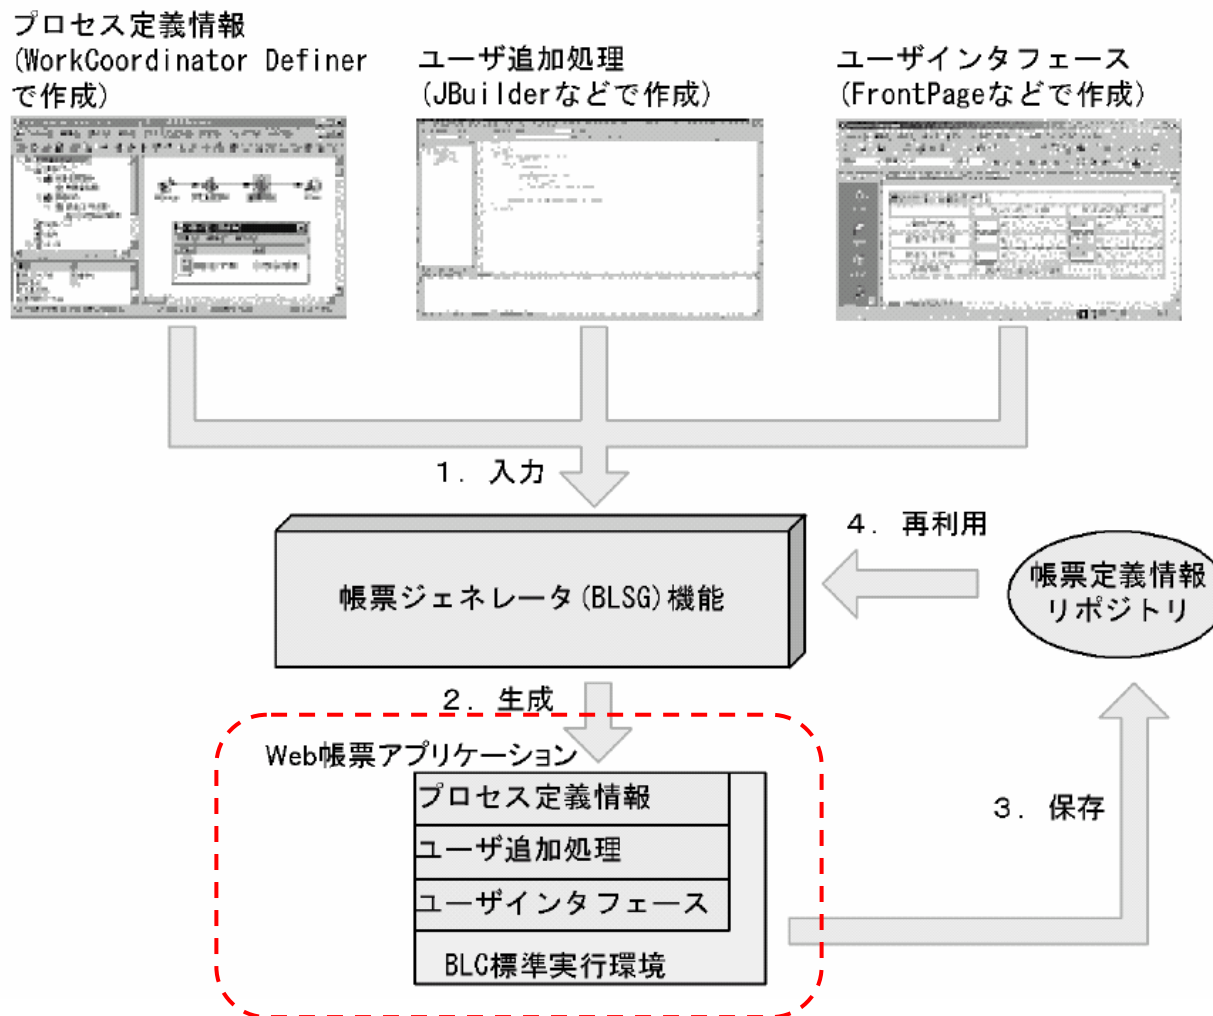 プロセス定義情報
(WorkCoordinator Definer
で作成)
ユーザ追加処理
(JBuilderなどで作成)
ユーザインタフェース
(FrontPageなどで作成)
１．入力
帳票ジェネレータ(BLSG)機能
４．再利用
帳票定義情報
リポジトリ
２．生成
Web帳票アプリケーション
プロセス定義情報
ユーザ追加処理
ユーザインタフェース
BLC標準実行環境
３．保存